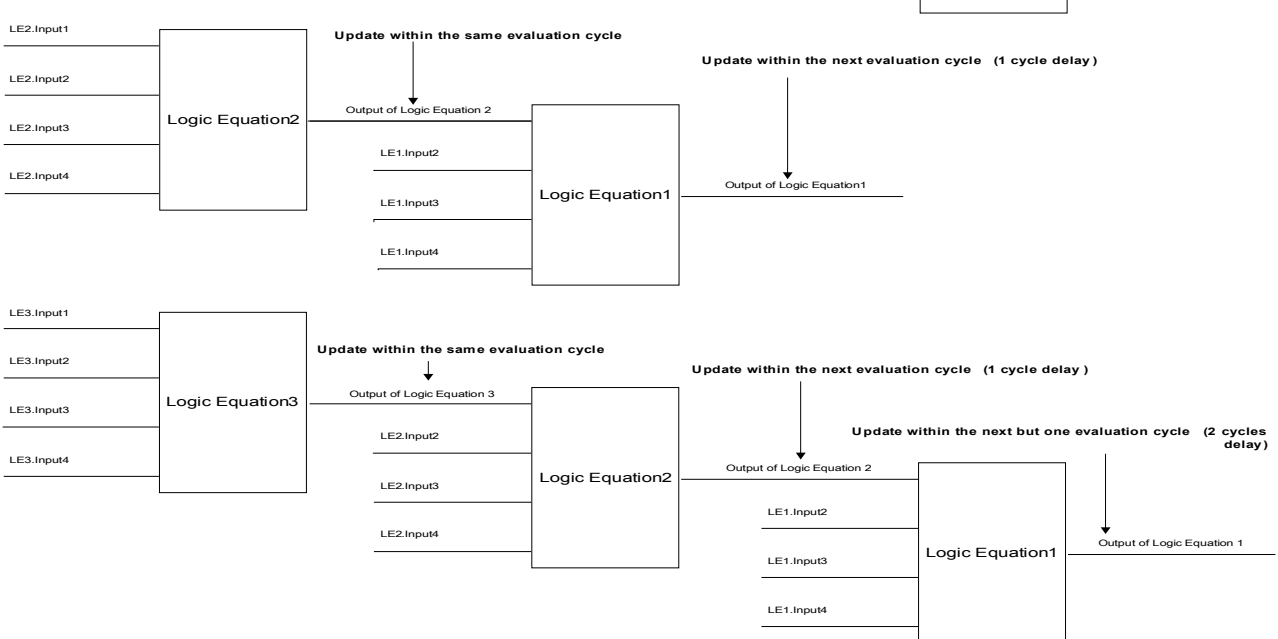 LE2.Input1
LE2.Input2
LE2.Input3
LE2.Input4
Logic Equation2
Update within the same evaluation cycle
Output of Logic Equation 2
LE1.Input2
LE1.Input3
LE1.Input4
Logic Equation1
Update within the next evaluation cycle (1 cycle delay)
Output of Logic Equation1
LE3.Input1
LE3.Input2
LE3.Input3
LE3.Input4
Logic Equation3
Update within the same evaluation cycle
Output of Logic Equation 3
LE2.Input2
LE2.Input3
LE2.Input4
Logic Equation2
Update within the next evaluation cycle (1 cycle delay )
Output of Logic Equation 2
LE1.Input2
LE1.Input3
LE1.Input4
Logic Equation1
Update within the next but one evaluation cycle (2 cycles
delay)
Output of Logic Equation 1